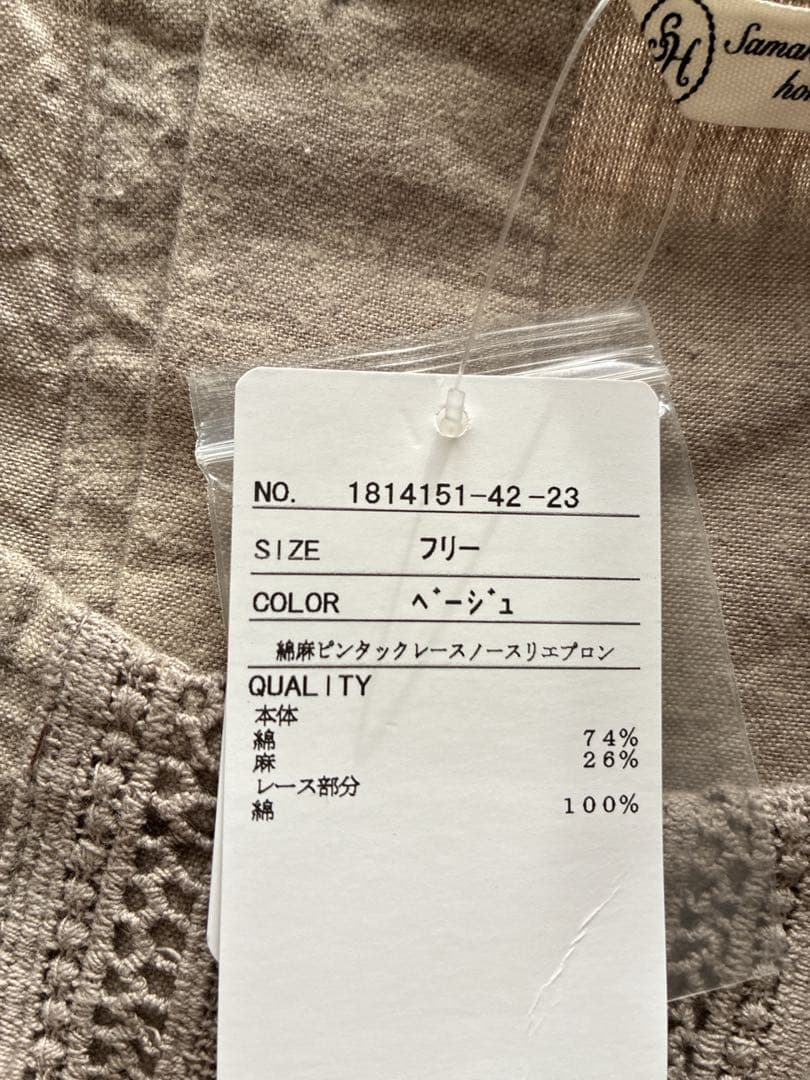 SH
NO. 1814151-42-23
SIZE フリー
COLOR ベージュ
綿麻ピンタックレースノースリエプロン
QUALITY
本体
綿 74%
麻 26%
レース部分
綿 100%